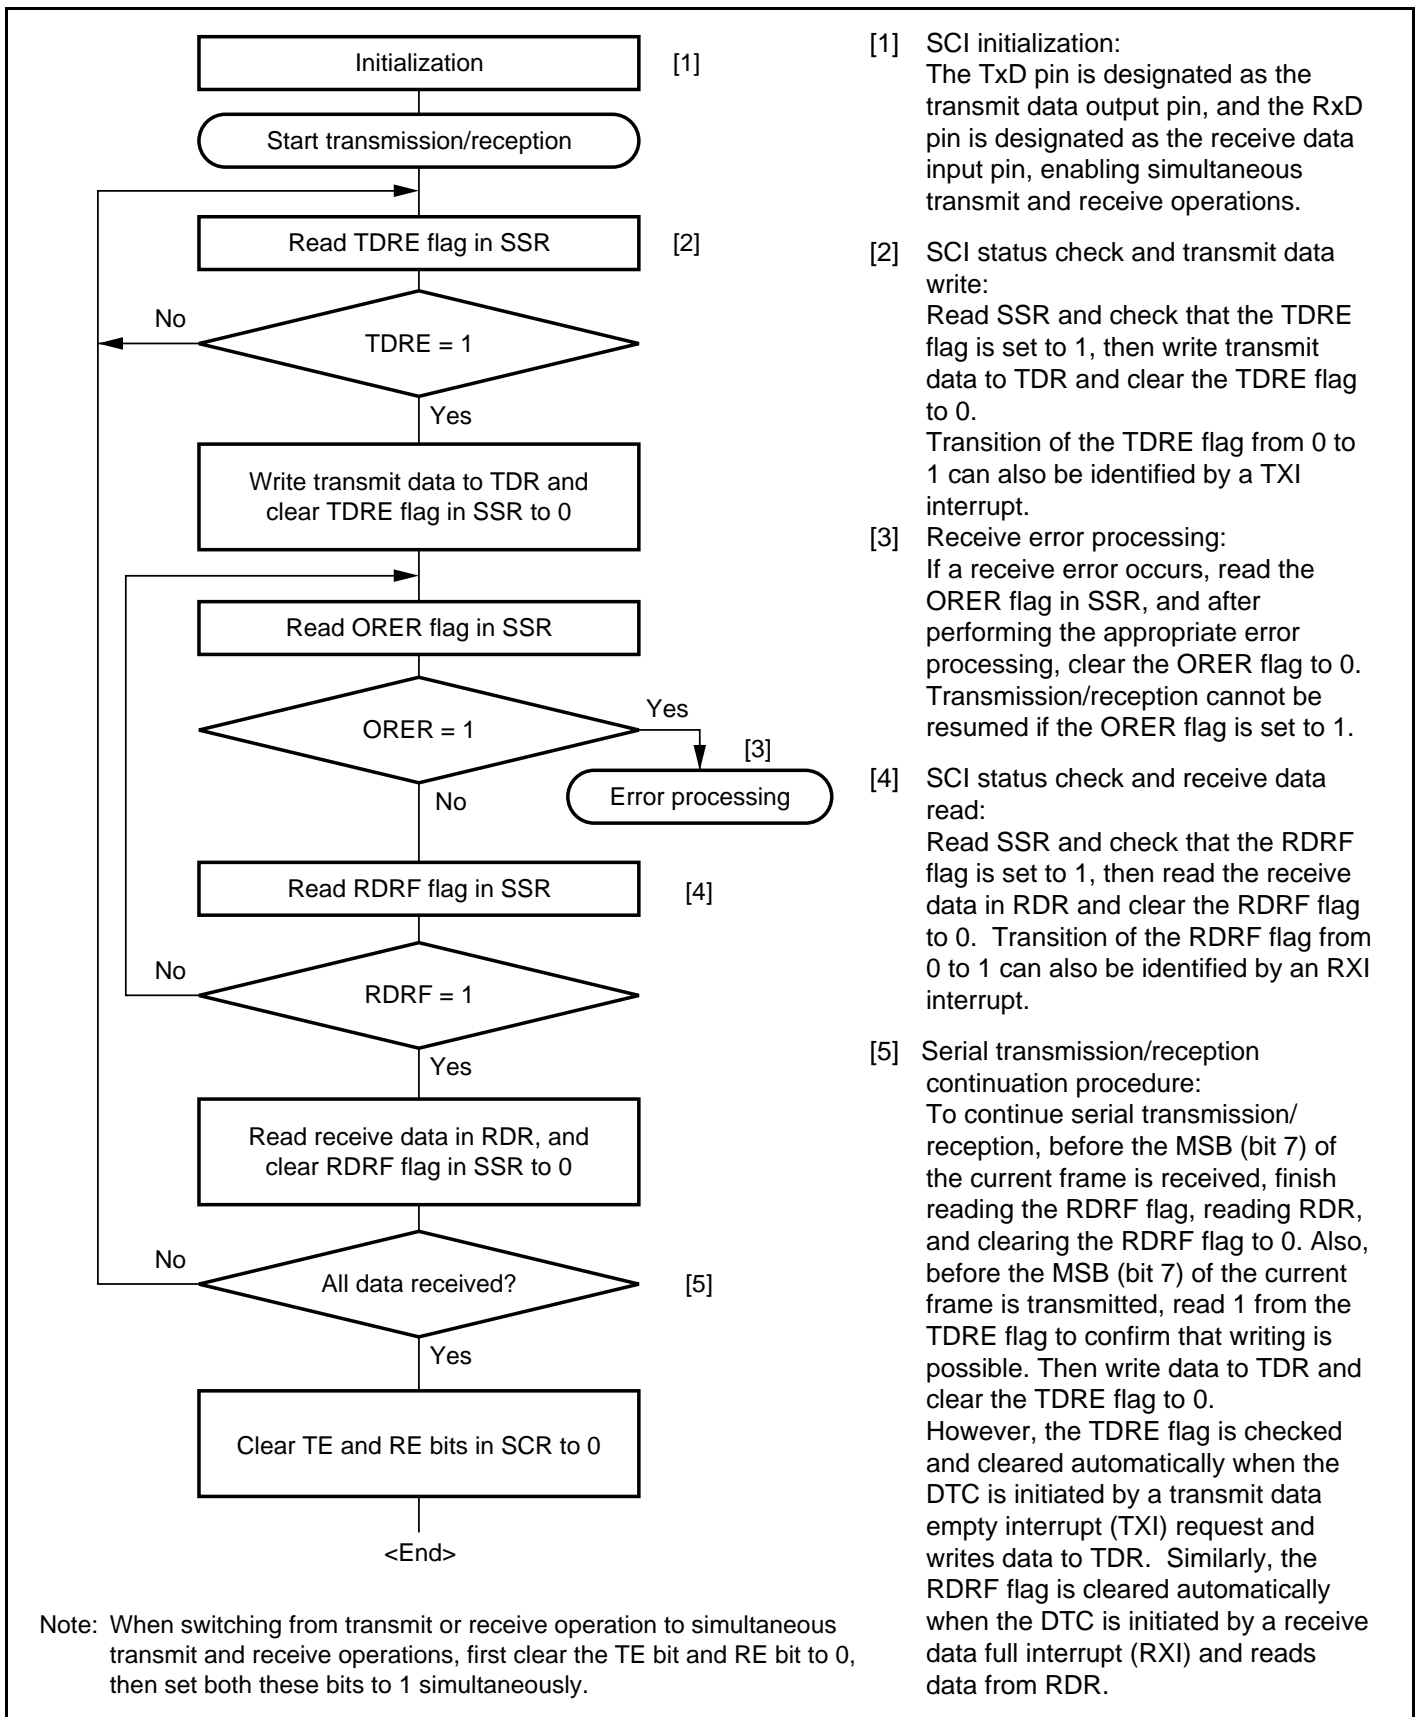 Initialization
[1]
Start transmission/reception
Read TDRE flag in SSR
[2]
No
TDRE = 1
Yes
Write transmit data to TDR and
clear TDRE flag in SSR to 0
Read ORER flag in SSR
ORER = 1
Yes
[3]
Error processing
No
Read RDRF flag in SSR
[4]
No
RDRF = 1
Yes
Read receive data in RDR, and
clear RDRF flag in SSR to 0
No
All data received?
[5]
Yes
Clear TE and RE bits in SCR to 0
<End>
Note: When switching from transmit or receive operation to simultaneous
transmit and receive operations, first clear the TE bit and RE bit to 0,
then set both these bits to 1 simultaneously.
[1] SCI initialization:
The TxD pin is designated as the
transmit data output pin, and the RxD
pin is designated as the receive data
input pin, enabling simultaneous
transmit and receive operations.
[2] SCI status check and transmit data
write:
Read SSR and check that the TDRE
flag is set to 1, then write transmit
data to TDR and clear the TDRE flag
to 0.
Transition of the TDRE flag from 0 to
1 can also be identified by a TXI
interrupt.
[3] Receive error processing:
If a receive error occurs, read the
ORER flag in SSR, and after
performing the appropriate error
processing, clear the ORER flag to 0.
Transmission/reception cannot be
resumed if the ORER flag is set to 1.
[4] SCI status check and receive data
read:
Read SSR and check that the RDRF
flag is set to 1, then read the receive
data in RDR and clear the RDRF flag
to 0. Transition of the RDRF flag from
0 to 1 can also be identified by an RXI
interrupt.
[5] Serial transmission/reception
continuation procedure:
To continue serial transmission/
reception, before the MSB (bit 7) of
the current frame is received, finish
reading the RDRF flag, reading RDR,
and clearing the RDRF flag to 0. Also,
before the MSB (bit 7) of the current
frame is transmitted, read 1 from the
TDRE flag to confirm that writing is
possible. Then write data to TDR and
clear the TDRE flag to 0.
However, the TDRE flag is checked
and cleared automatically when the
DTC is initiated by a transmit data
empty interrupt (TXI) request and
writes data to TDR. Similarly, the
RDRF flag is cleared automatically
when the DTC is initiated by a receive
data full interrupt (RXI) and reads
data from RDR.